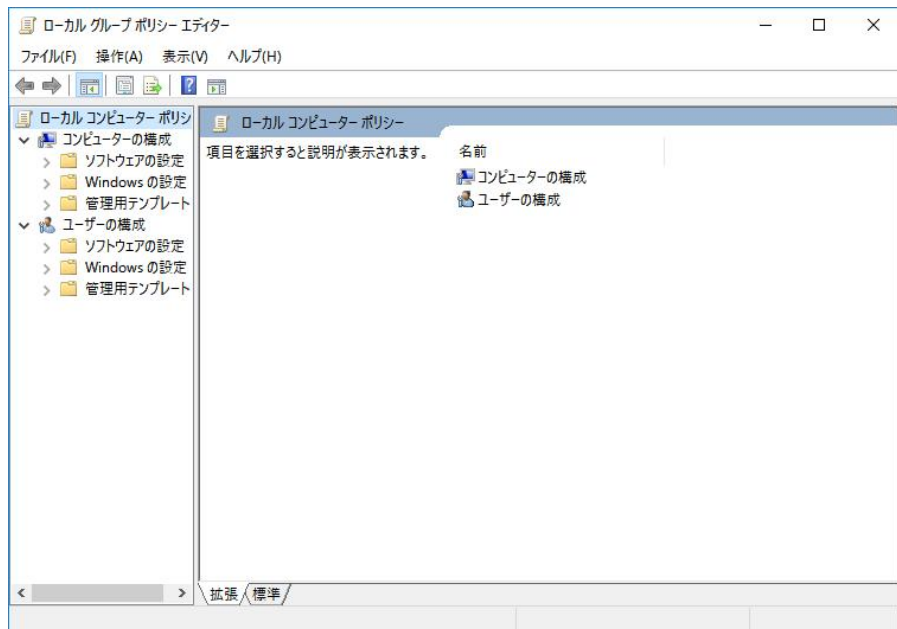 ローカル グループ ポリシー エディター
ファイル(F) 操作(A) 表示(V) ヘルプ(H)
ローカル コンピューター ポリシ
コンピューターの構成
ソフトウェアの設定
Windows の設定
管理用テンプレート
ユーザーの構成
ソフトウェアの設定
Windows の設定
管理用テンプレート
ローカル コンピューター ポリシー
項目を選択すると説明が表示されます。
名前
コンピューターの構成
ユーザーの構成
拡張 標準